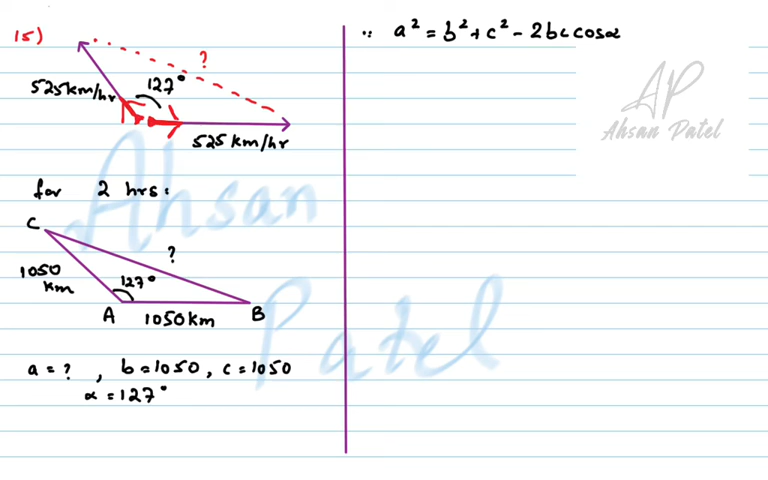 15)
?
525km/hr
127°
525 km/hr
for 2 hrs:
C
?
1050
km
127°
A
1050km
B
a = ? , b = 1050, c = 1050
α = 127°
∵ a² = b² + c² - 2bc cosα
AP
Ahsan Patel
Ahsan
Patel